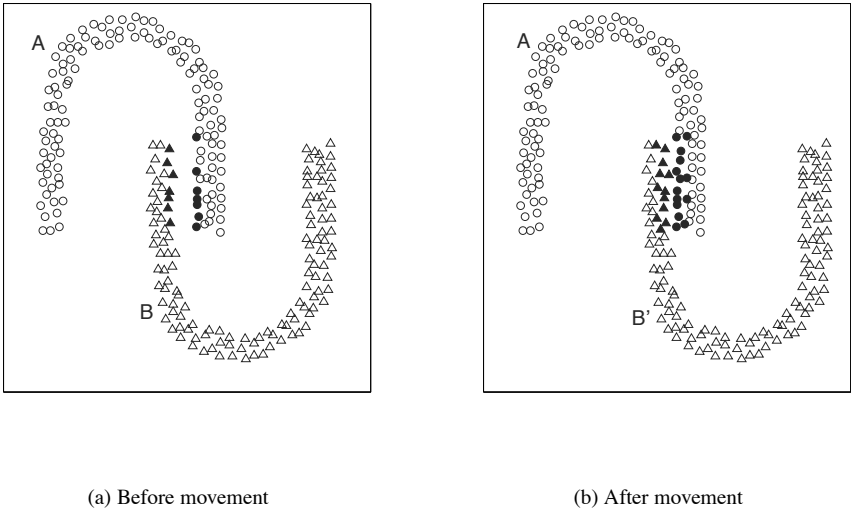 A
B
A
B’
(a) Before movement
(b) After movement